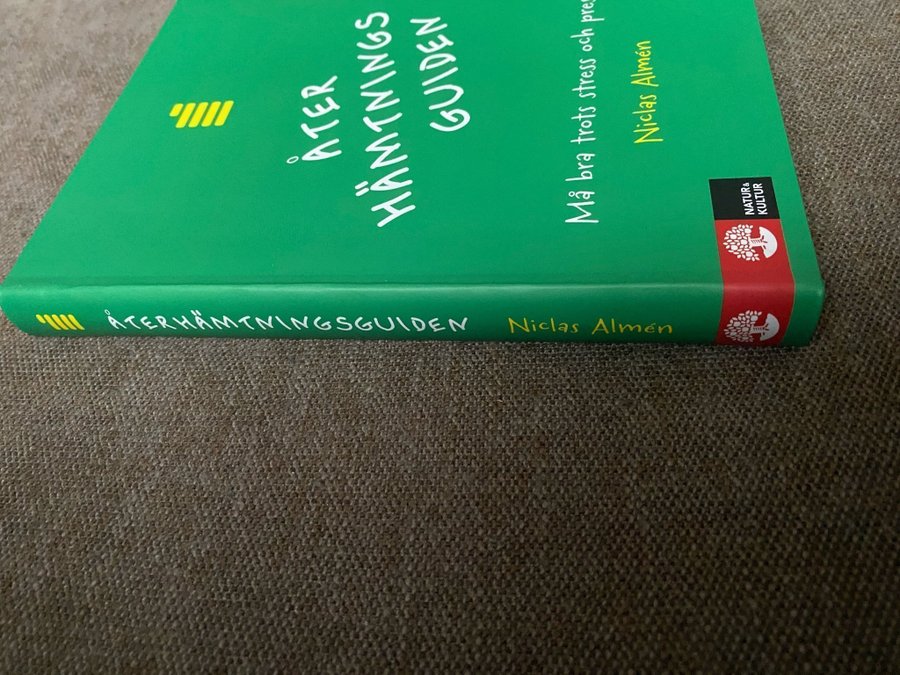 ÅTER
HÄMTNINGS
GUIDEN
Må bra trots stress och
Niclas Almén
NATUR &
KULTUR
ÅTERHÄMTNINGSGUIDEN Niclas Almén